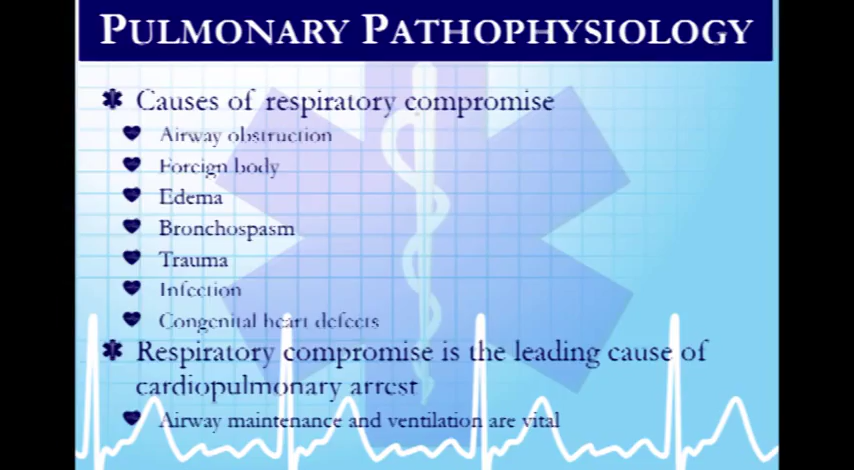 PULMONARY PATHOPHYSIOLOGY
Causes of respiratory compromise
Airway obstruction
Foreign body
Edema
Bronchospasm
Trauma
Infection
Congenital heart defects
Respiratory compromise is the leading cause of
cardiopulmonary arrest
Airway maintenance and ventilation are vital